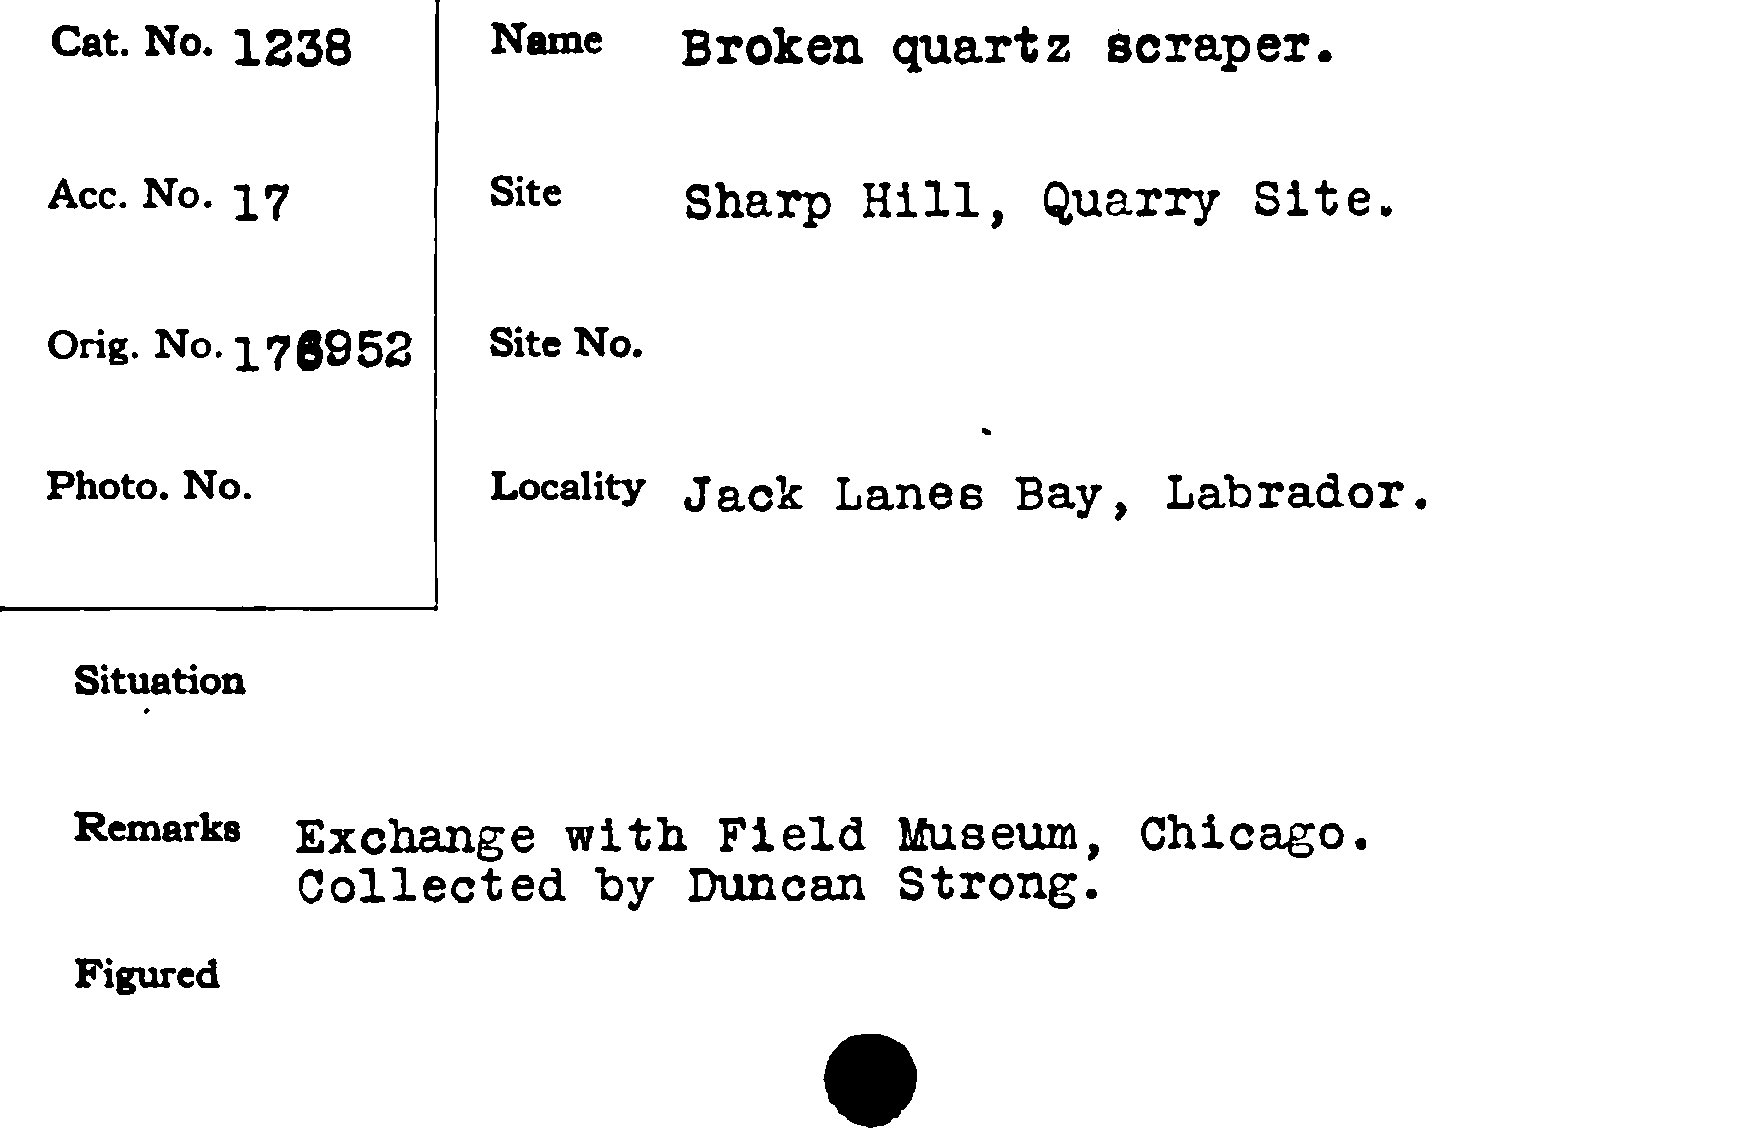 Cat. No. 1238
Name Broken quartz scraper.
Acc. No. 17
Site Sharp Hill, Quarry Site.
Orig. No. 176952
Site No.
Photo. No.
Locality Jack Lanes Bay, Labrador.
Situation
Remarks Exchange with Field Museum, Chicago.
Collected by Duncan Strong.
Figured